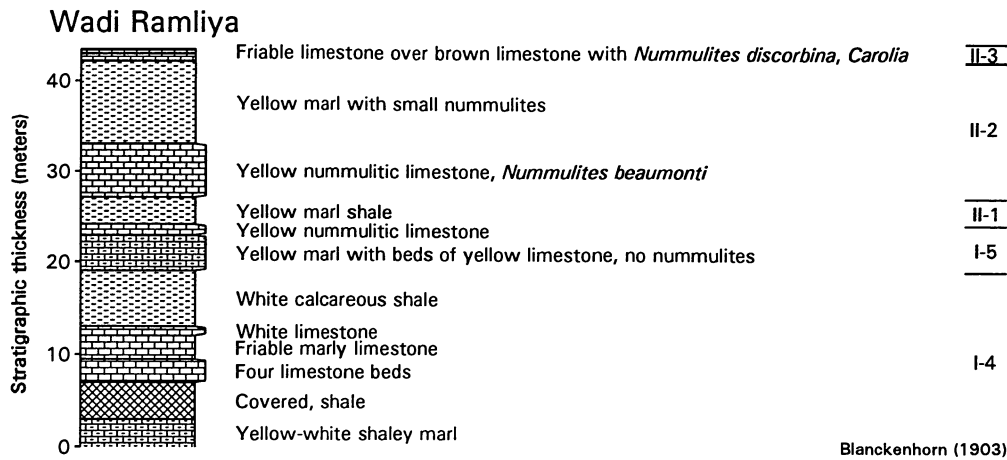 Wadi Ramliya
Friable limestone over brown limestone with Nummulites discorbina, Carolia
II-3
40
Yellow marl with small nummulites
II-2
30
Yellow nummulitic limestone, Nummulites beaumonti
Yellow marl shale
II-1
Yellow nummulitic limestone
Yellow marl with beds of yellow limestone, no nummulites
I-5
20
White calcareous shale
White limestone
Friable marly limestone
10
I-4
Four limestone beds
Covered, shale
Yellow-white shaley marl
0
Stratigraphic thickness (meters)
Blanckenhorn (1903)